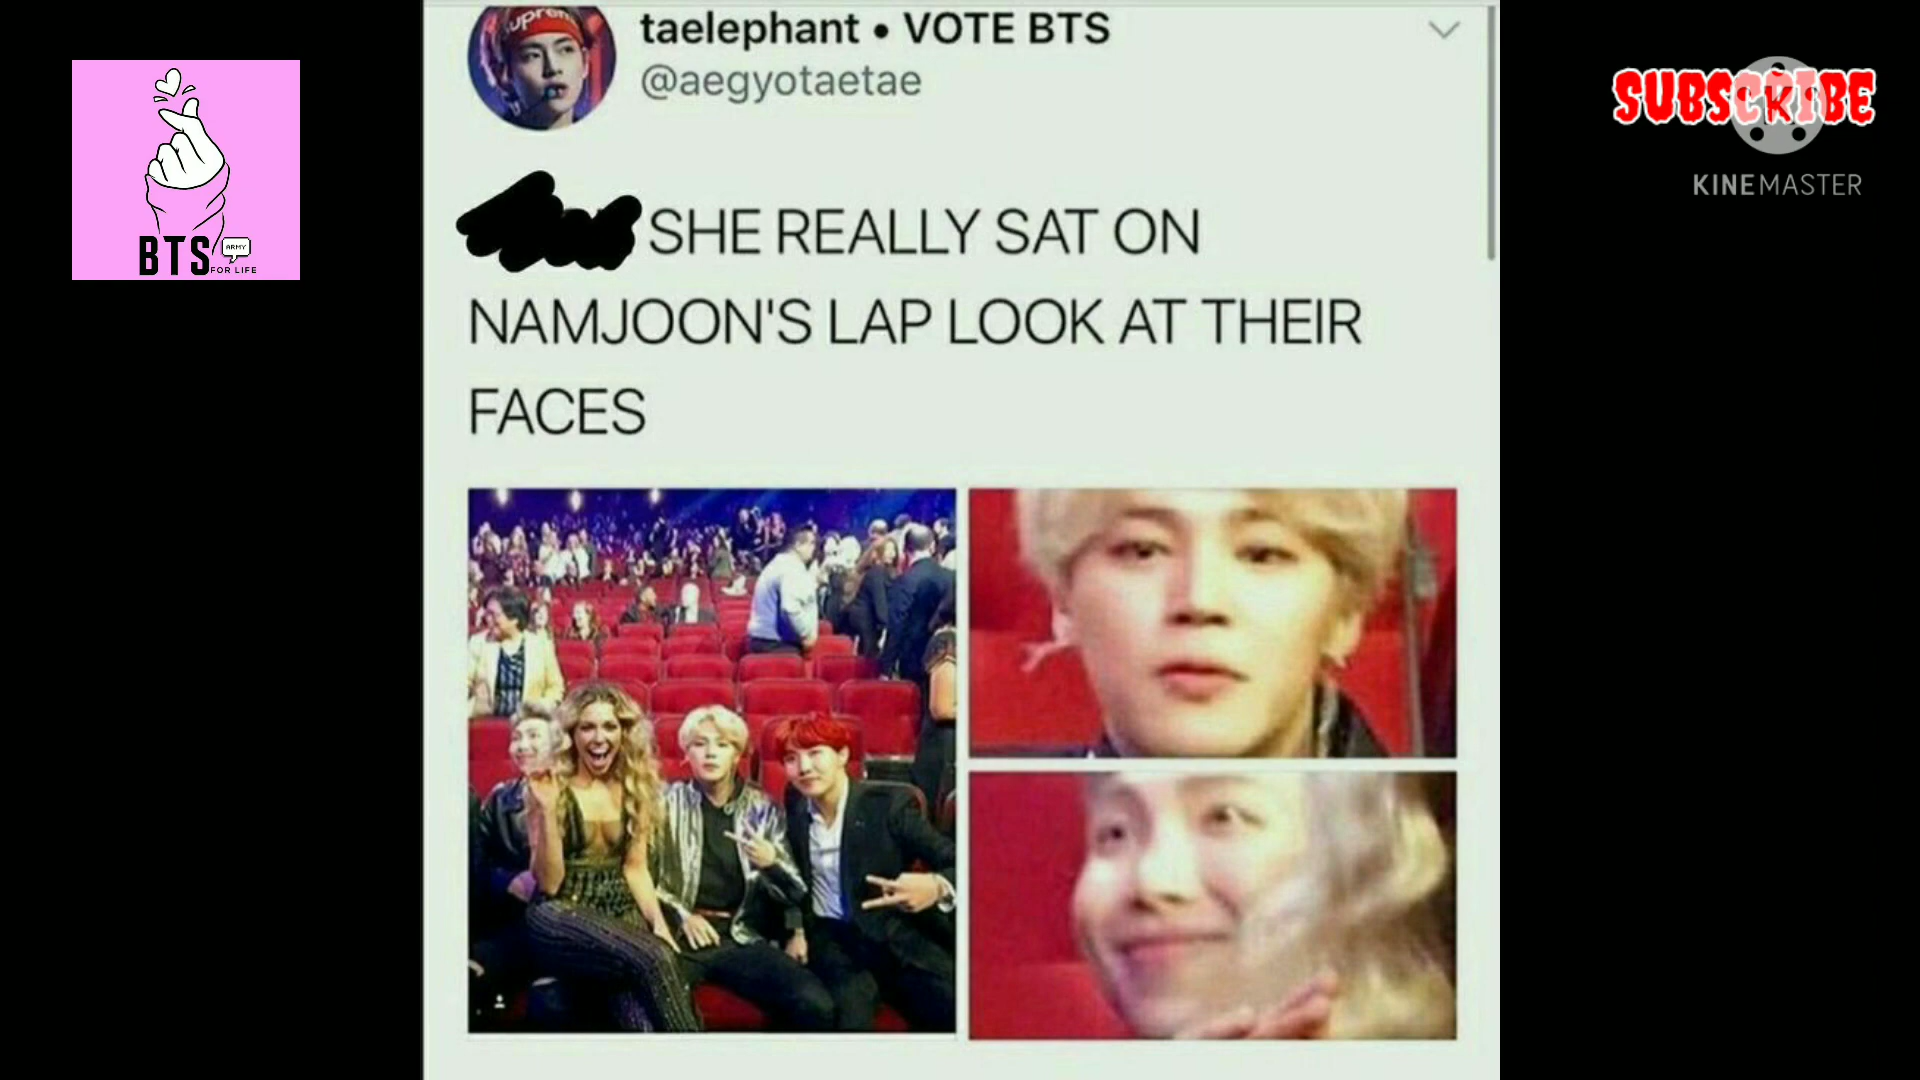 Suprem
taelephant • VOTE BTS
@aegyotaetae
SHE REALLY SAT ON
NAMJOON'S LAP LOOK AT THEIR
FACES
BTS
ARMY
FOR LIFE
SUBSCRIBE
K
KINEMASTER